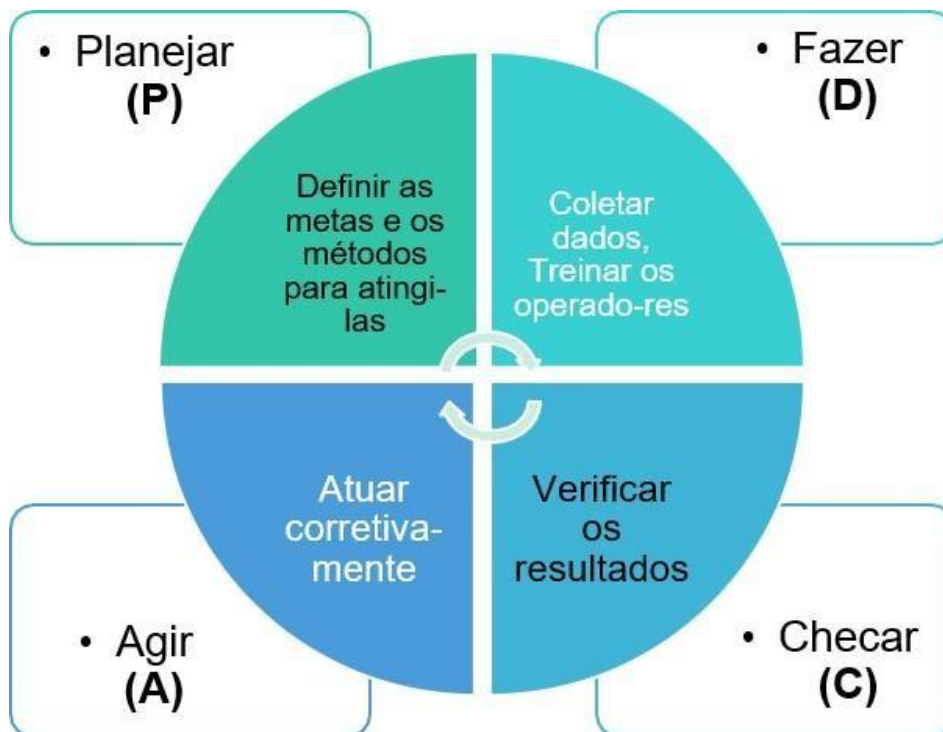 • Planejar
(P)
• Fazer
(D)
Definir as
metas e os
métodos
para atingi-
las
Coletar
dados,
Treinar os
operado-res
Atuar
corretiva-
mente
Verificar
os
resultados
• Agir
(A)
• Checar
(C)